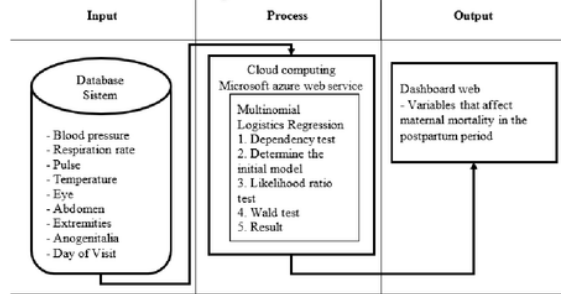 Input
Process
Output
Database
Sistem
- Blood pressure
- Respiration rate
- Pulse
- Temperature
- Eye
- Abdomen
- Extremities
- Anogenitalia
- Day of Visit
Cloud computing
Microsoft azure web service
Multinomial
Logistics Regression
1. Dependency test
2. Determine the
initial model
3. Likelihood ratio
test
4. Wald test
5. Result
Dashboard web
- Variables that affect
maternal mortality in the
postpartum period